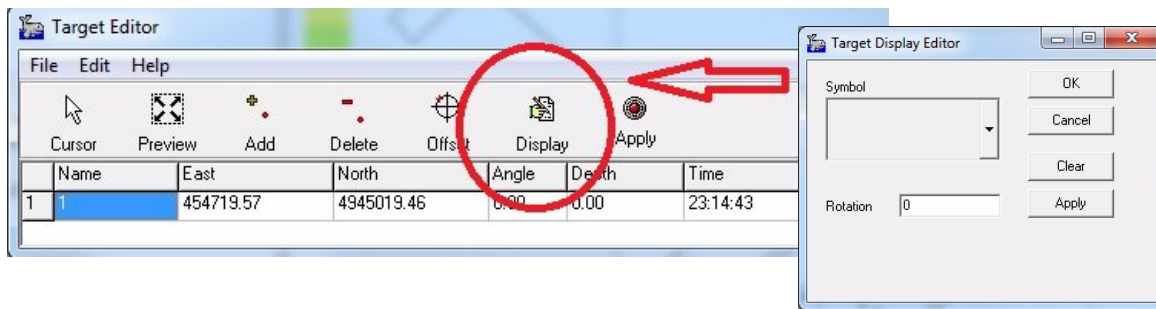 Target Editor
File Edit Help
Cursor Preview Add Delete Offset Display Apply
Name East North Angle Depth Time
1 1 454719.57 4945019.46 0.00 0.00 23:14:43
Target Display Editor
Symbol
OK
Cancel
Clear
Rotation 0 Apply